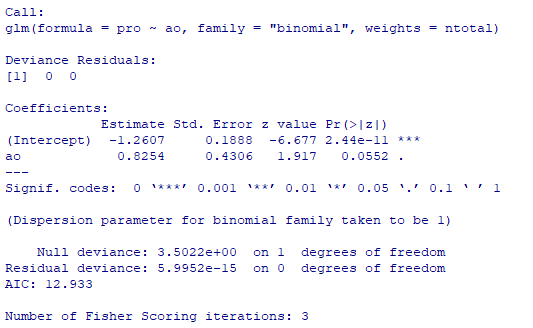 Call:
glm(formula = pro ~ ao, family = "binomial", weights = ntotal)
Deviance Residuals:
[1]  0  0
Coefficients:
            Estimate Std. Error z value Pr(>|z|)
(Intercept)  -1.2607     0.1888  -6.677 2.44e-11 ***
ao            0.8254     0.4306   1.917   0.0552 .
---
Signif. codes:  0 ‘***’ 0.001 ‘**’ 0.01 ‘*’ 0.05 ‘.’ 0.1 ‘ ’ 1
(Dispersion parameter for binomial family taken to be 1)
    Null deviance: 3.5022e+00  on 1  degrees of freedom
Residual deviance: 5.9952e-15  on 0  degrees of freedom
AIC: 12.933
Number of Fisher Scoring iterations: 3